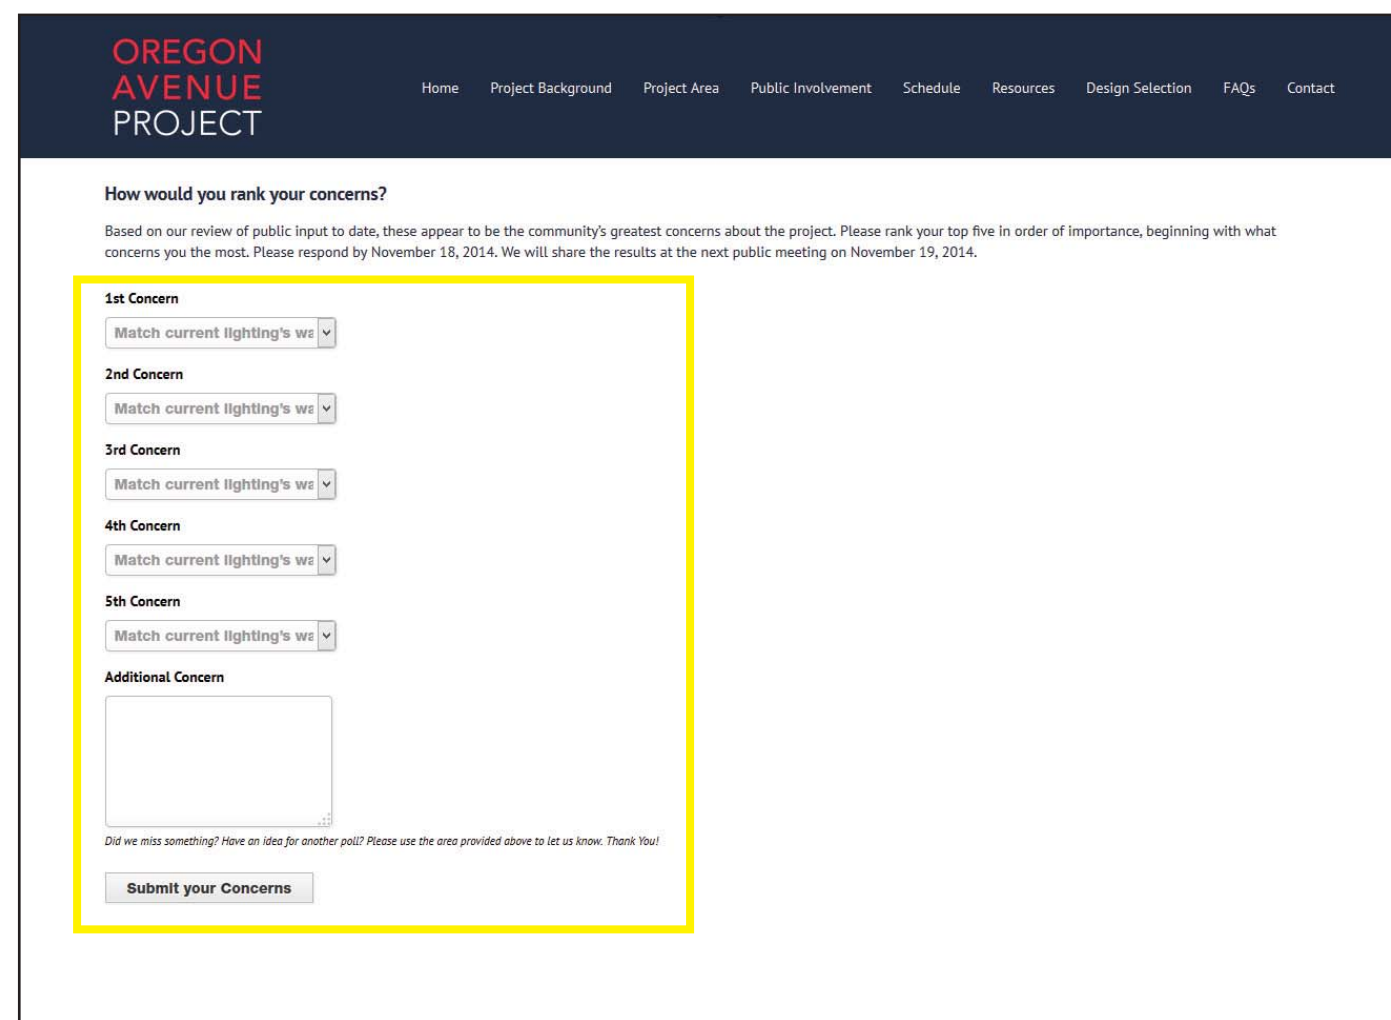 OREGON
AVENUE
PROJECT
Home Project Background Project Area Public Involvement Schedule Resources Design Selection FAQs Contact
How would you rank your concerns?
Based on our review of public input to date, these appear to be the community's greatest concerns about the project. Please rank your top five in order of importance, beginning with what
concerns you the most. Please respond by November 18, 2014. We will share the results at the next public meeting on November 19, 2014.
1st Concern
Match current lighting's wa
2nd Concern
Match current lighting's wa
3rd Concern
Match current lighting's wa
4th Concern
Match current lighting's wa
5th Concern
Match current lighting's wa
Additional Concern
Did we miss something? Have an idea for another poll? Please use the area provided above to let us know. Thank You!
Submit your Concerns